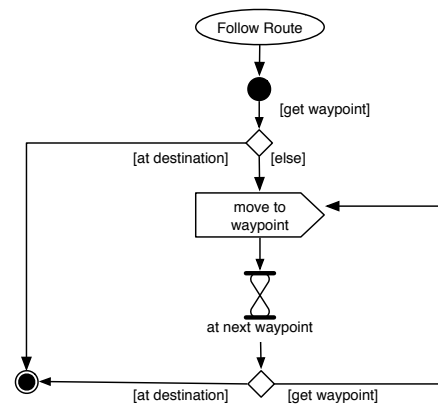 Follow Route
[get waypoint]
[at destination]
[else]
move to
waypoint
at next waypoint
[at destination]
[get waypoint]